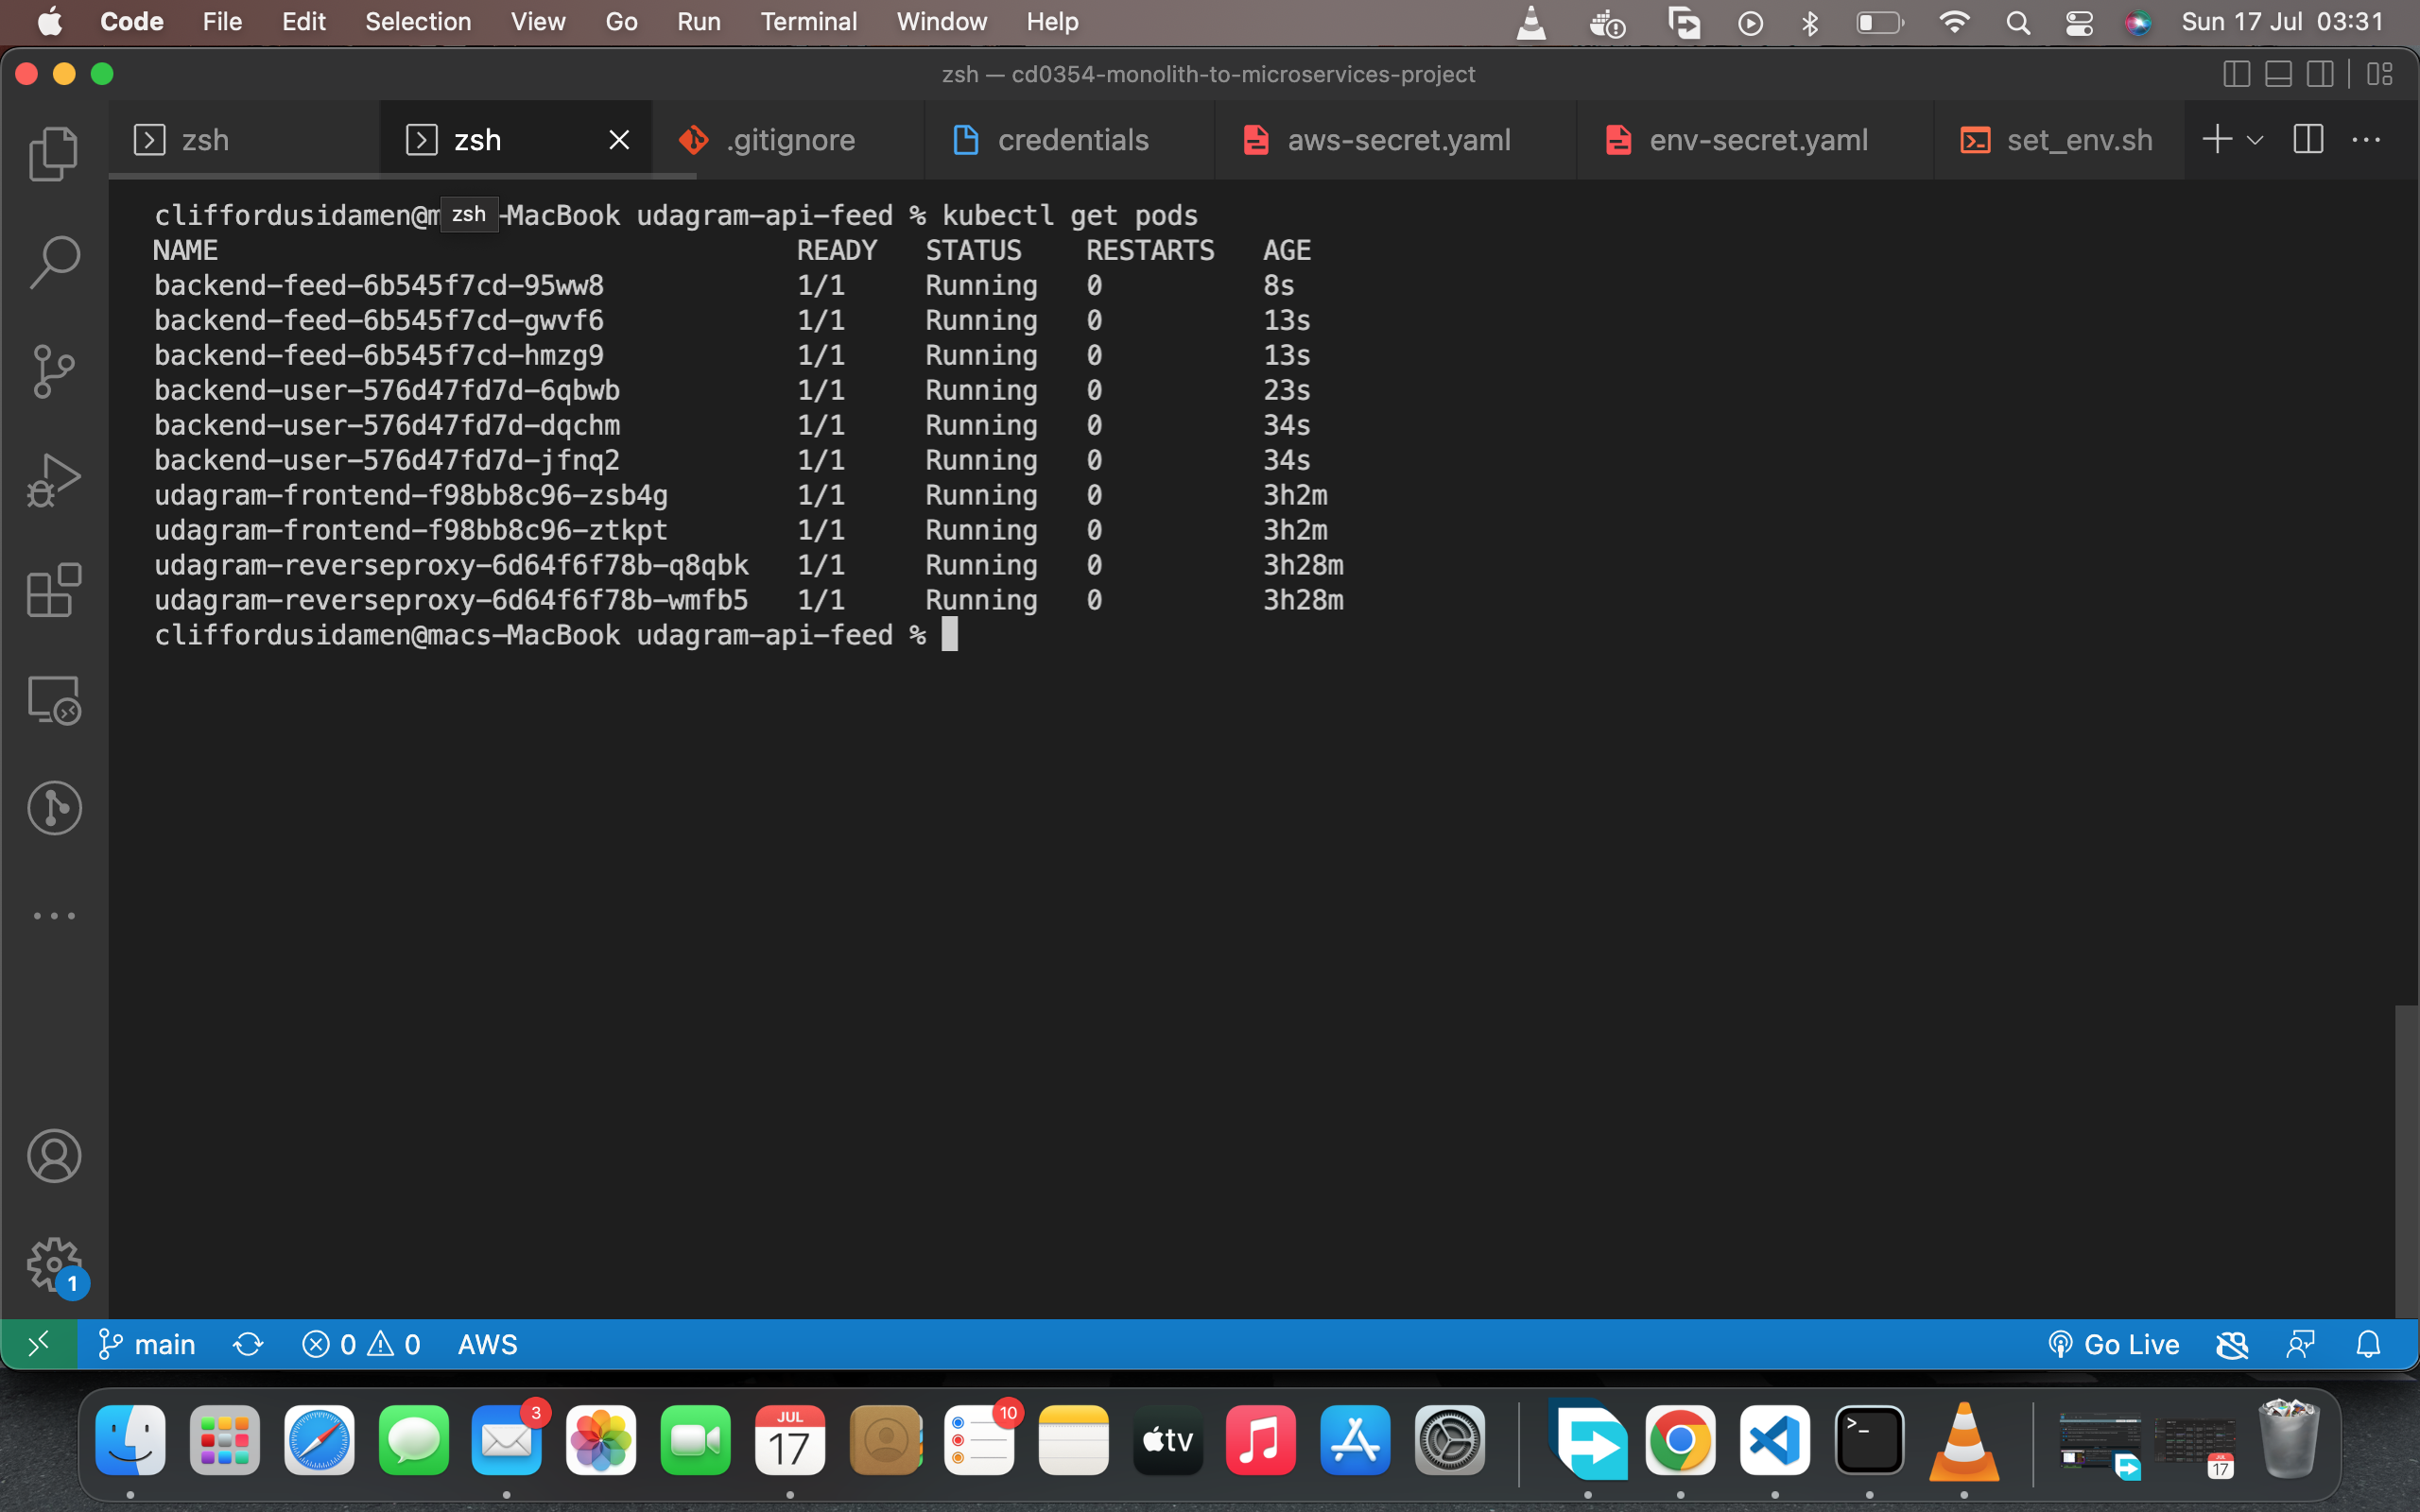 Code File Edit Selection View Go Run Terminal Window Help Sun 17 Jul 03:31
zsh — cd0354-monolith-to-microservices-project
zsh zsh .gitignore credentials aws-secret.yaml env-secret.yaml set_env.sh
cliffordusidamen@m zsh -MacBook udagram-api-feed % kubectl get pods
NAME READY STATUS RESTARTS AGE
backend-feed-6b545f7cd-95ww8 1/1 Running 0 8s
backend-feed-6b545f7cd-gwvf6 1/1 Running 0 13s
backend-feed-6b545f7cd-hmzg9 1/1 Running 0 13s
backend-user-576d47fd7d-6qbwb 1/1 Running 0 23s
backend-user-576d47fd7d-dqchm 1/1 Running 0 34s
backend-user-576d47fd7d-jfnq2 1/1 Running 0 34s
udagram-frontend-f98bb8c96-zsb4g 1/1 Running 0 3h2m
udagram-frontend-f98bb8c96-ztkpt 1/1 Running 0 3h2m
udagram-reverseproxy-6d64f6f78b-q8qbk 1/1 Running 0 3h28m
udagram-reverseproxy-6d64f6f78b-wmfb5 1/1 Running 0 3h28m
cliffordusidamen@macs-MacBook udagram-api-feed %
1
main 0 0 AWS Go Live
3 JUL 17 10 tv >_ 17